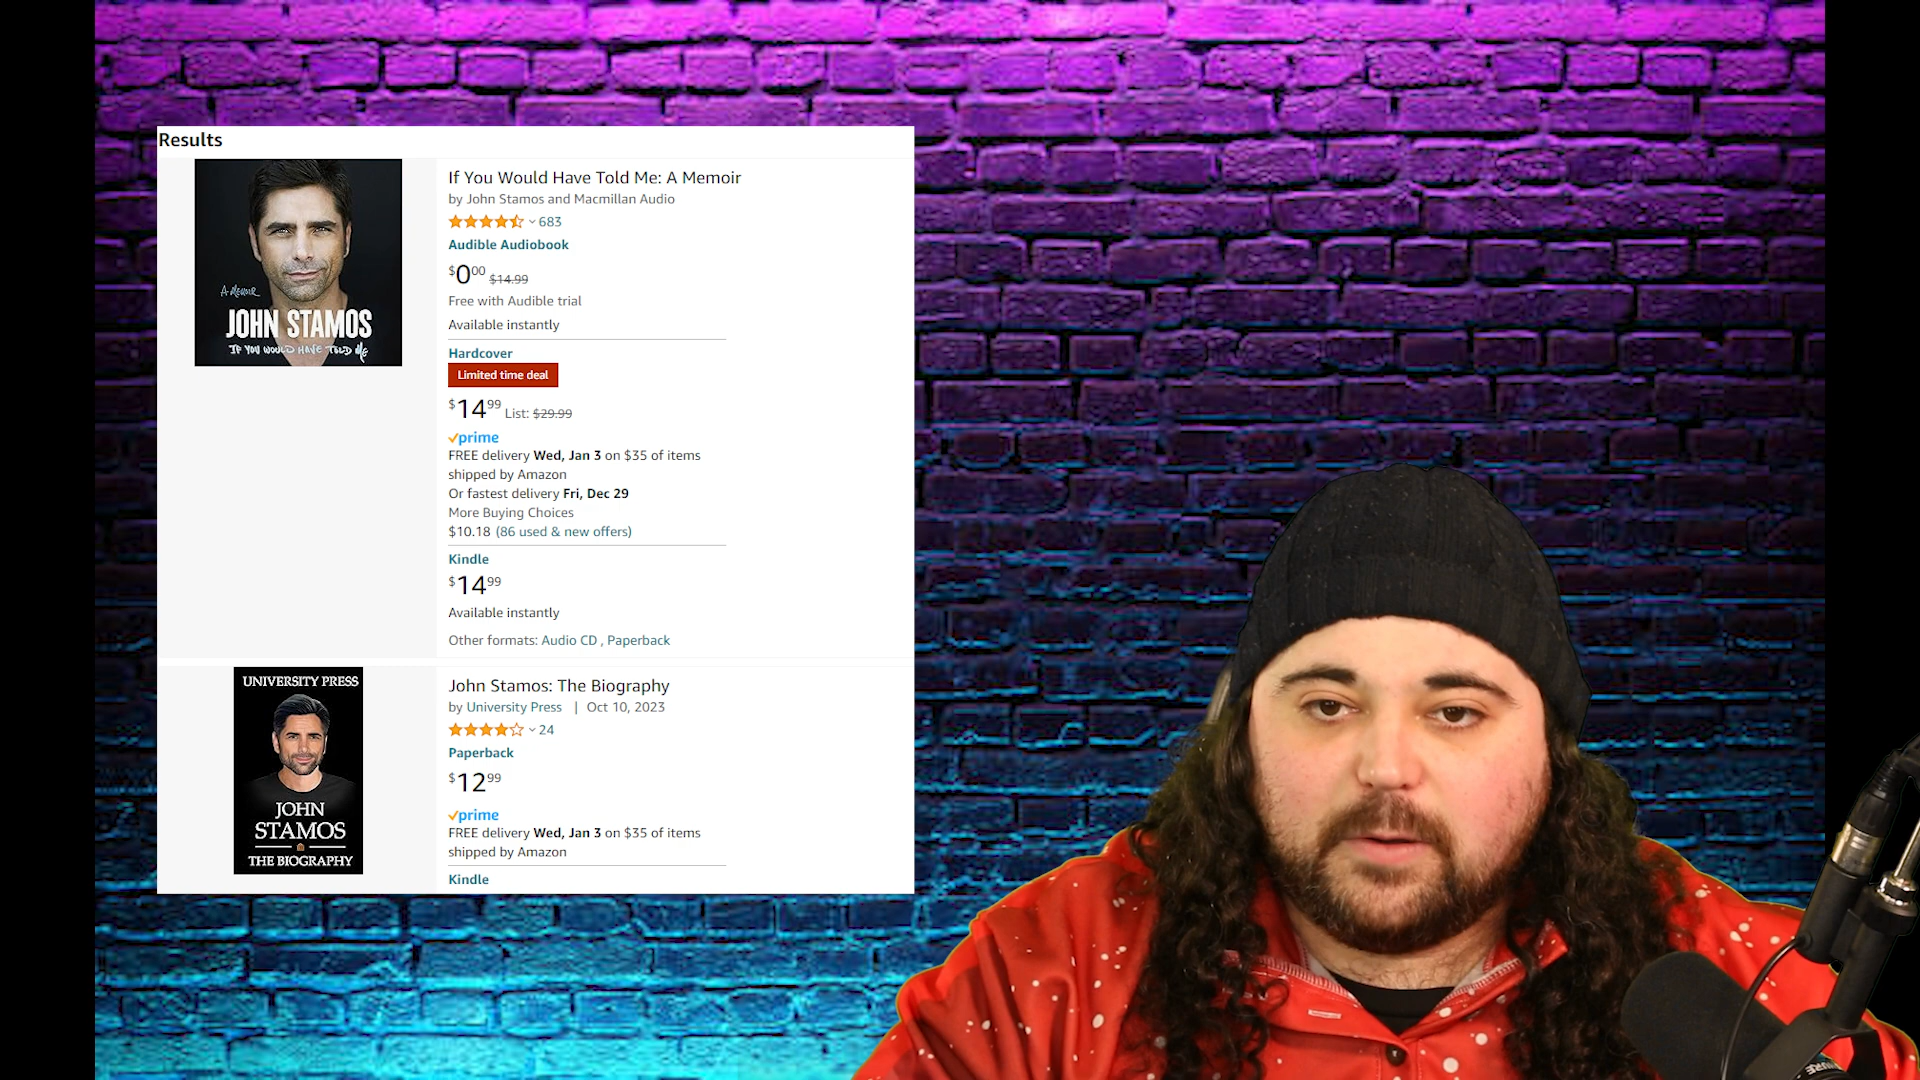 Results
A MEMOIR
JOHN STAMOS
IF YOU WOULD HAVE TOLD ME
If You Would Have Told Me: A Memoir
by John Stamos and Macmillan Audio
683
Audible Audiobook
$0.00 $14.99
Free with Audible trial
Available instantly
Hardcover
Limited time deal
$14.99 List: $29.99
prime
FREE delivery Wed, Jan 3 on $35 of items
shipped by Amazon
Or fastest delivery Fri, Dec 29
More Buying Choices
$10.18 (86 used & new offers)
Kindle
$14.99
Available instantly
Other formats: Audio CD , Paperback
UNIVERSITY PRESS
JOHN
STAMOS
THE BIOGRAPHY
John Stamos: The Biography
by University Press | Oct 10, 2023
24
Paperback
$12.99
prime
FREE delivery Wed, Jan 3 on $35 of items
shipped by Amazon
Kindle